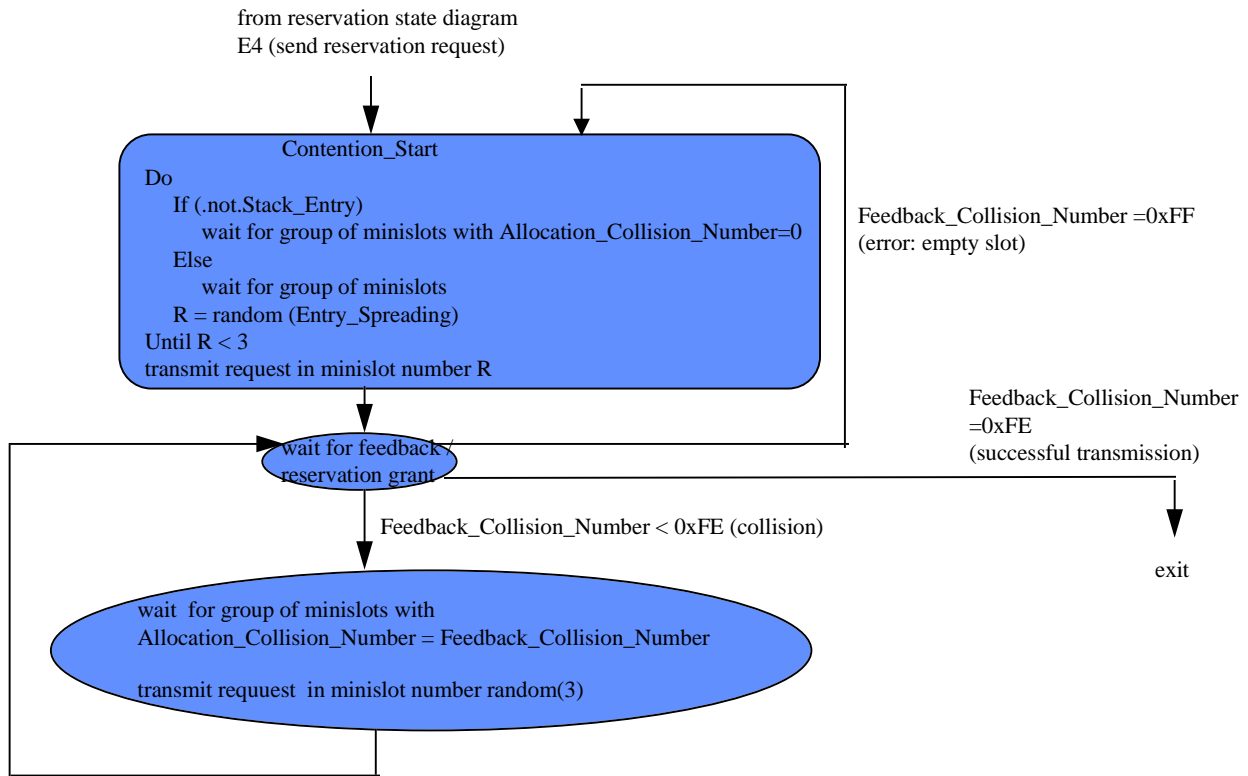 from reservation state diagram
E4 (send reservation request)
Contention_Start
Do
If (.not.Stack_Entry)
wait for group of minislots with Allocation_Collision_Number=0
Else
wait for group of minislots
R = random (Entry_Spreading)
Until R < 3
transmit request in minislot number R
Feedback_Collision_Number =0xFF
(error: empty slot)
wait for feedback /
reservation grant
Feedback_Collision_Number
=0xFE
(successful transmission)
Feedback_Collision_Number < 0xFE (collision)
exit
wait for group of minislots with
Allocation_Collision_Number = Feedback_Collision_Number
transmit requuest in minislot number random(3)